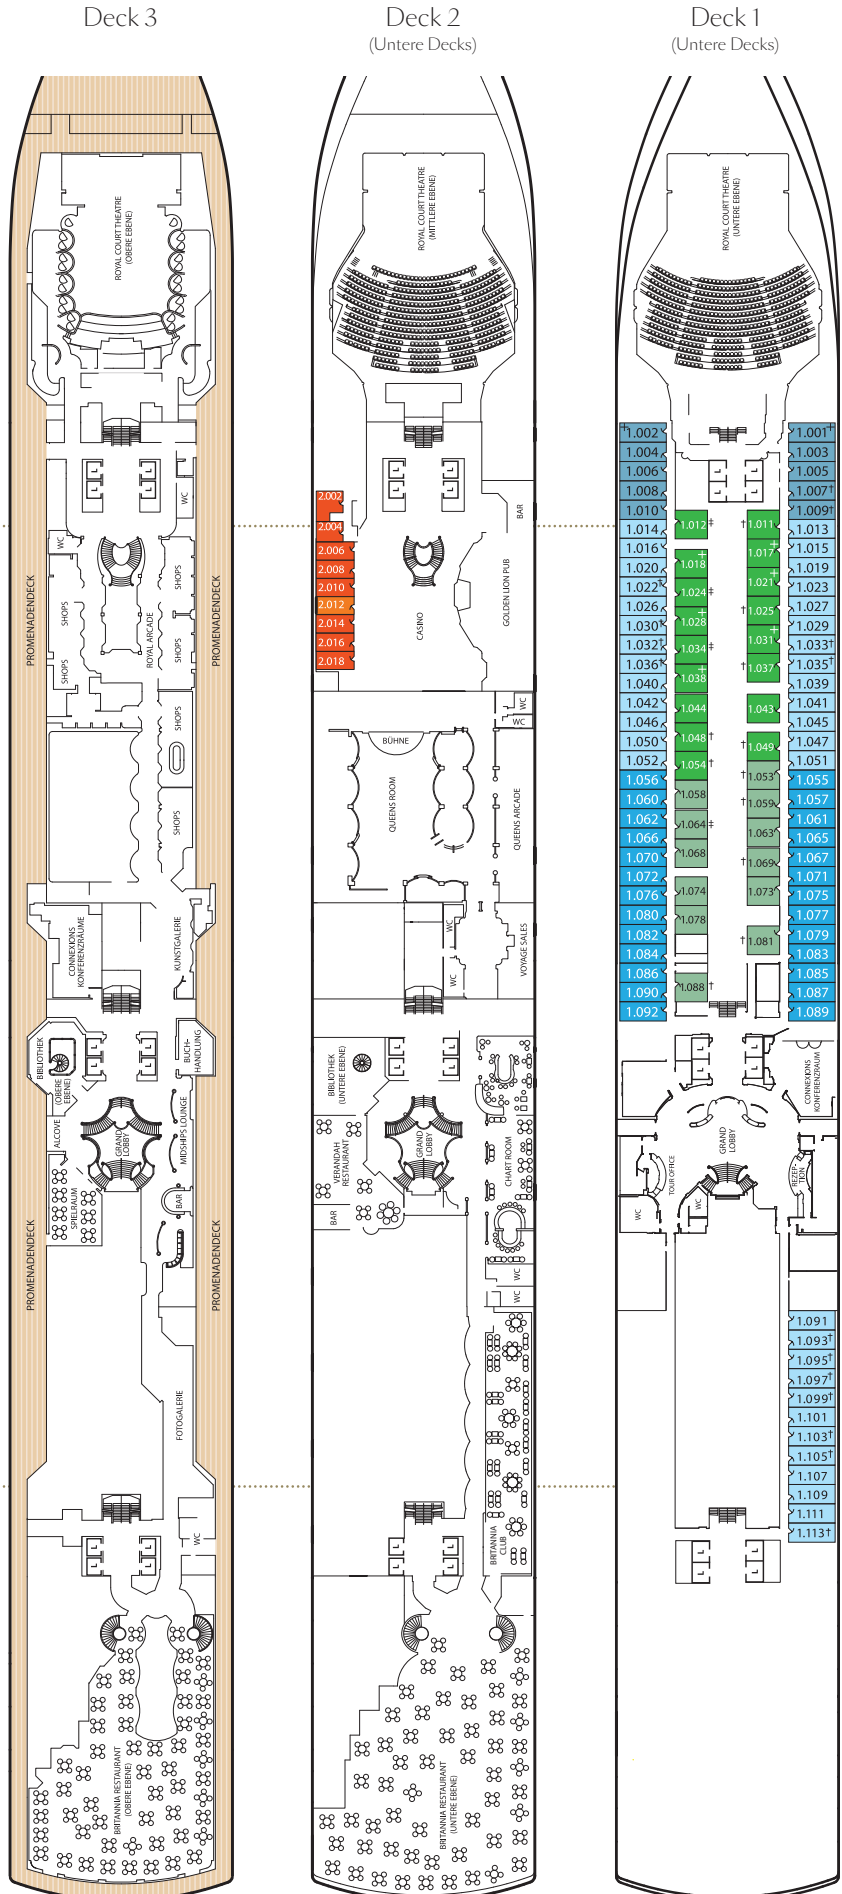 Deck 3
ROYAL COURT THEATRE
(OBERE EBENE)
WC
WC
SHOPS
SHOPS
PROMENADENDECK
PROMENADENDECK
SHOPS
ROYAL ARCADE
SHOPS
SHOPS
SHOPS
SHOPS
CONNEXIONS
KONFERENZRÄUME
KUNSTGALERIE
BIBLIOTHEK
(OBERE
EBENE)
BUCH-
HANDLUNG
ALCOVE
GRAND
LOBBY
MIDSHIPS LOUNGE
SPIELRAUM
BAR
PROMENADENDECK
PROMENADENDECK
FOTOGALERIE
WC
BRITANNIA RESTAURANT
(OBERE EBENE)
Deck 2
(Untere Decks)
ROYAL COURT THEATRE
(MITTLERE EBENE)
2.002
2.004
2.006
2.008
2.010
2.012
2.014
2.016
2.018
BAR
GOLDEN LION PUB
CASINO
WC
WC
BÜHNE
QUEENS ROOM
QUEENS ARCADE
WC
WC
VOYAGE SALES
BIBLIOTHEK
(UNTERE EBENE)
GRAND
LOBBY
VERANDAH
RESTAURANT
CHART ROOM
BAR
WC
WC
BRITANNIA
CLUB
BRITANNIA RESTAURANT
(UNTERE EBENE)
Deck 1
(Untere Decks)
ROYAL COURT THEATRE
(UNTERE EBENE)
†1.002
1.004
1.006
1.008
1.010
1.014
1.016
1.020
1.022†
1.026
1.030†
1.032†
1.036†
1.040
1.042
1.046
1.050
1.052
1.056
1.060
1.062
1.066
1.070
1.072
1.076
1.080
1.082
1.084
1.086
1.090
1.092
1.012 ‡
1.018
1.024 ‡
1.028
1.034 ‡
1.038
1.044
1.048 †
1.054 †
1.058
1.064 ‡
1.068
1.074
1.078
1.088 †
† 1.011
1.017
1.021
† 1.025
1.031
† 1.037
1.043
† 1.049
† 1.053
† 1.059
1.063
† 1.069
1.073
† 1.081
1.001†
1.003
1.005
1.007†
1.009†
1.013
1.015
1.019
1.023
1.027
1.029
1.033†
1.035†
1.039
1.041
1.045
1.047
1.051
1.055
1.057
1.061
1.065
1.067
1.071
1.075
1.077
1.079
1.083
1.085
1.087
1.089
CONNEXIONS
KONFERENZRAUM
GRAND
LOBBY
TOUR OFFICE
REZEP-
TION
WC
WC
1.091
1.093†
1.095†
1.097†
1.099†
1.101
1.103†
1.105†
1.107
1.109
1.111
1.113†